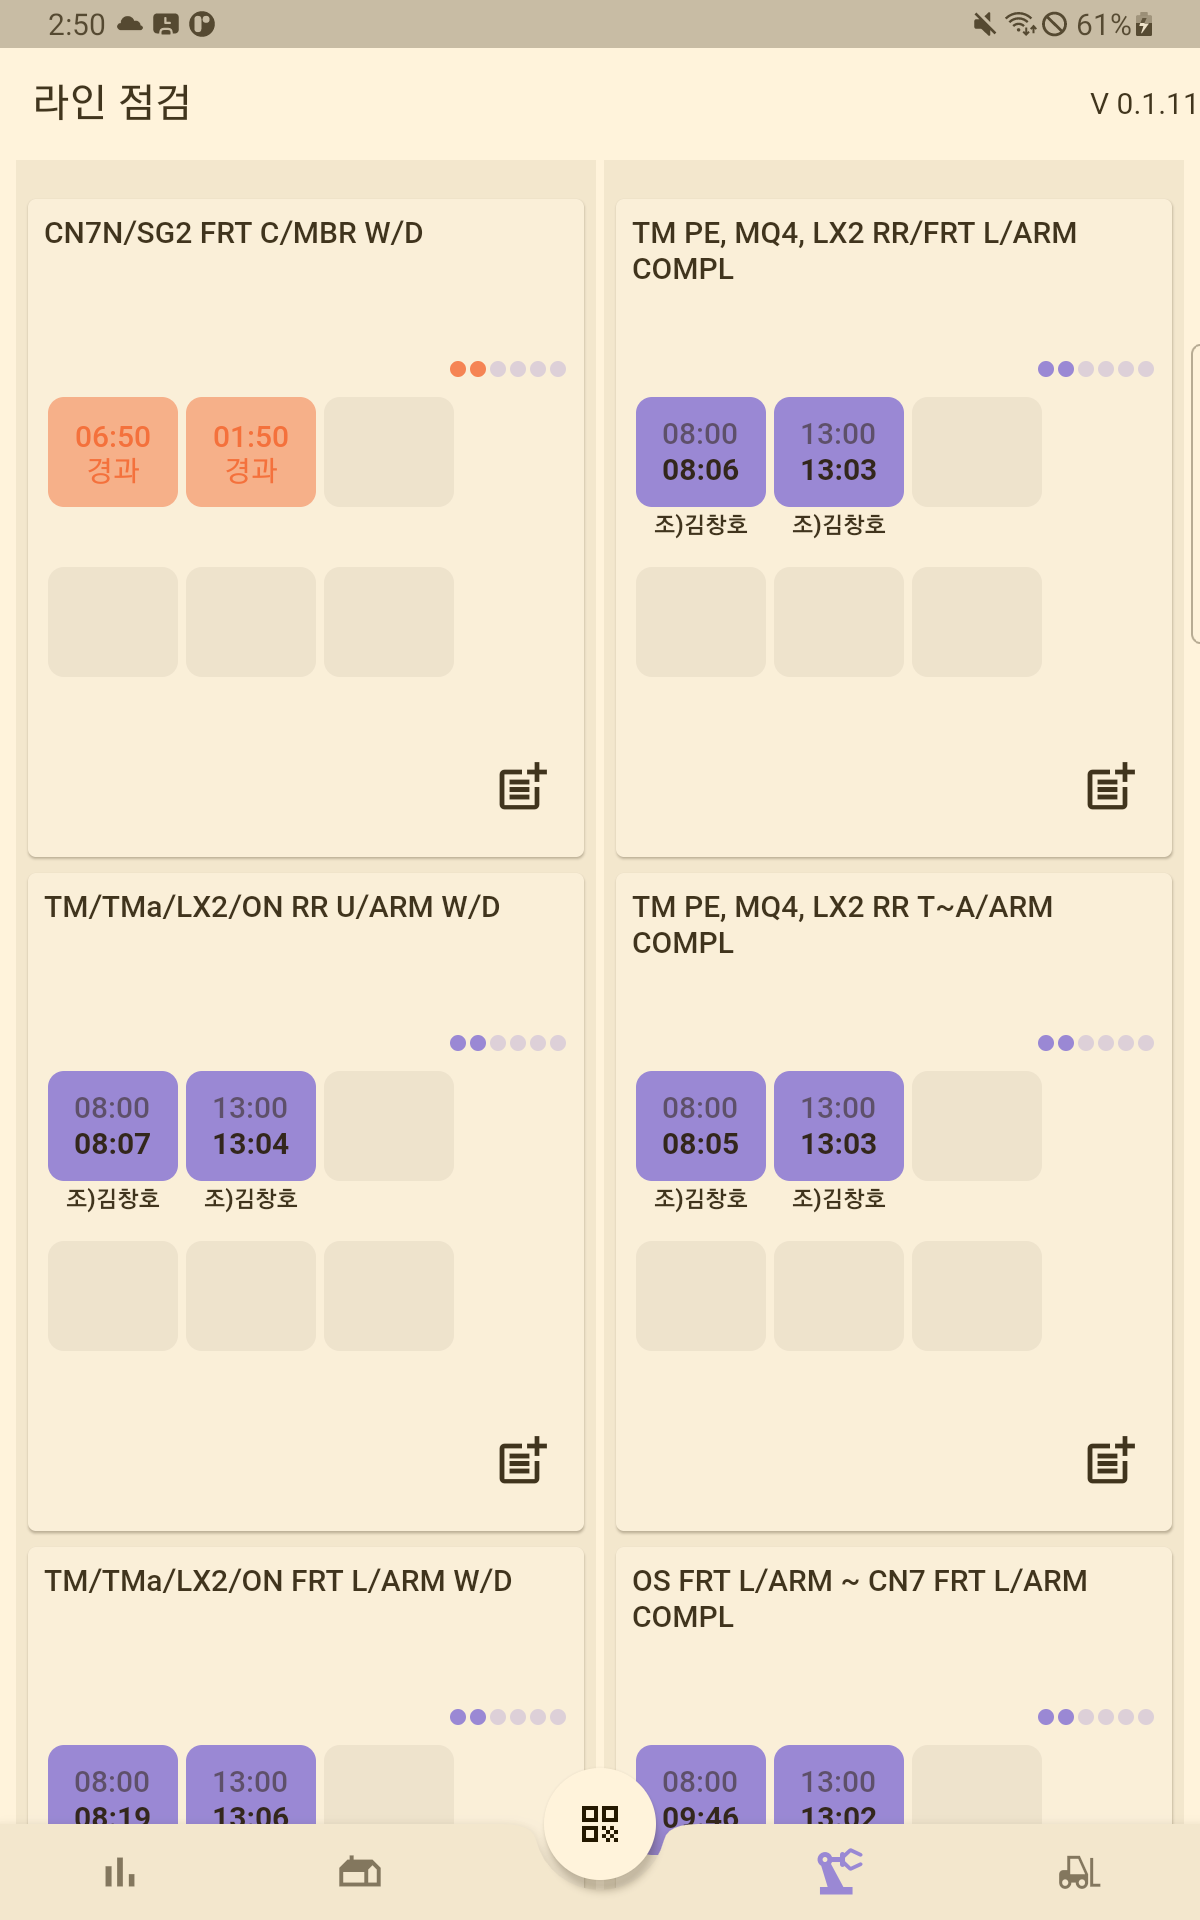 2:50
61%
라인 점검
V 0.1.11
CN7N/SG2 FRT C/MBR W/D
06:50
경과
01:50
경과
TM PE, MQ4, LX2 RR/FRT L/ARM
COMPL
08:00
08:06
조)김창호
13:00
13:03
조)김창호
TM/TMa/LX2/ON RR U/ARM W/D
08:00
08:07
조)김창호
13:00
13:04
조)김창호
TM PE, MQ4, LX2 RR T~A/ARM
COMPL
08:00
08:05
조)김창호
13:00
13:03
조)김창호
TM/TMa/LX2/ON FRT L/ARM W/D
08:00
08:19
13:00
13:06
OS FRT L/ARM ~ CN7 FRT L/ARM
COMPL
08:00
09:46
13:00
13:02